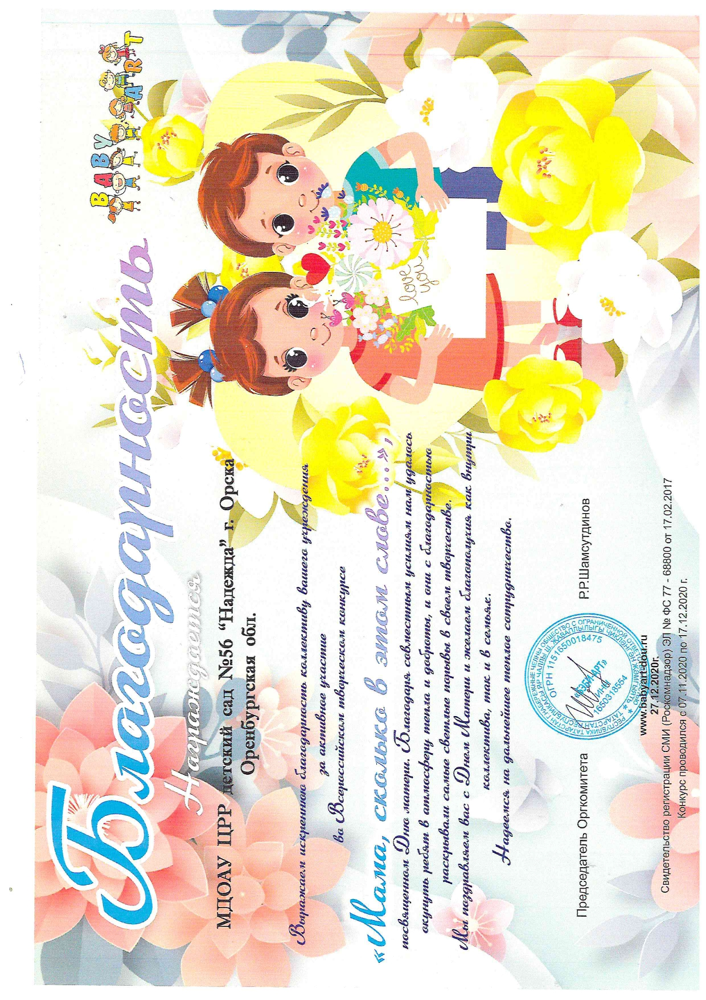 BABY ART
Благодарность
Награждается
МДОАУ ЦРР детский сад №56 “Надежда” г. Орска
Оренбургская обл.
Выражаем искреннюю благодарность коллективу вашего учреждения
за активное участие
во Всероссийском творческом конкурсе
«Мама, сколько в этом слове...»,
посвященном Дню матери. Благодаря совместным усилиям нам удалось
окунуть ребят в атмосферу тепла и доброты, и они с благодарностью
раскрывали самые светлые порывы в своем творчестве.
Мы поздравляем вас с Днем Матери и желаем благополучия как внутри
коллектива, так и в семьях.
Надеемся на дальнейшее теплое сотрудничество.
love
you
Председатель Оргкомитета Р.Р.Шамсутдинов
ОГРН 1151650018475
«БЭБИ-АРТ»
ИНН
1650318554
РЕСПУБЛИКА ТАТАРСТАН
www.babyart-dou.ru
27.12.2020г.
Свидетельство регистрации СМИ (Роскомнадзор) ЭЛ № ФС 77 - 68800 от 17.02.2017
Конкурс проводился с 07.11.2020 по 17.12.2020 г.